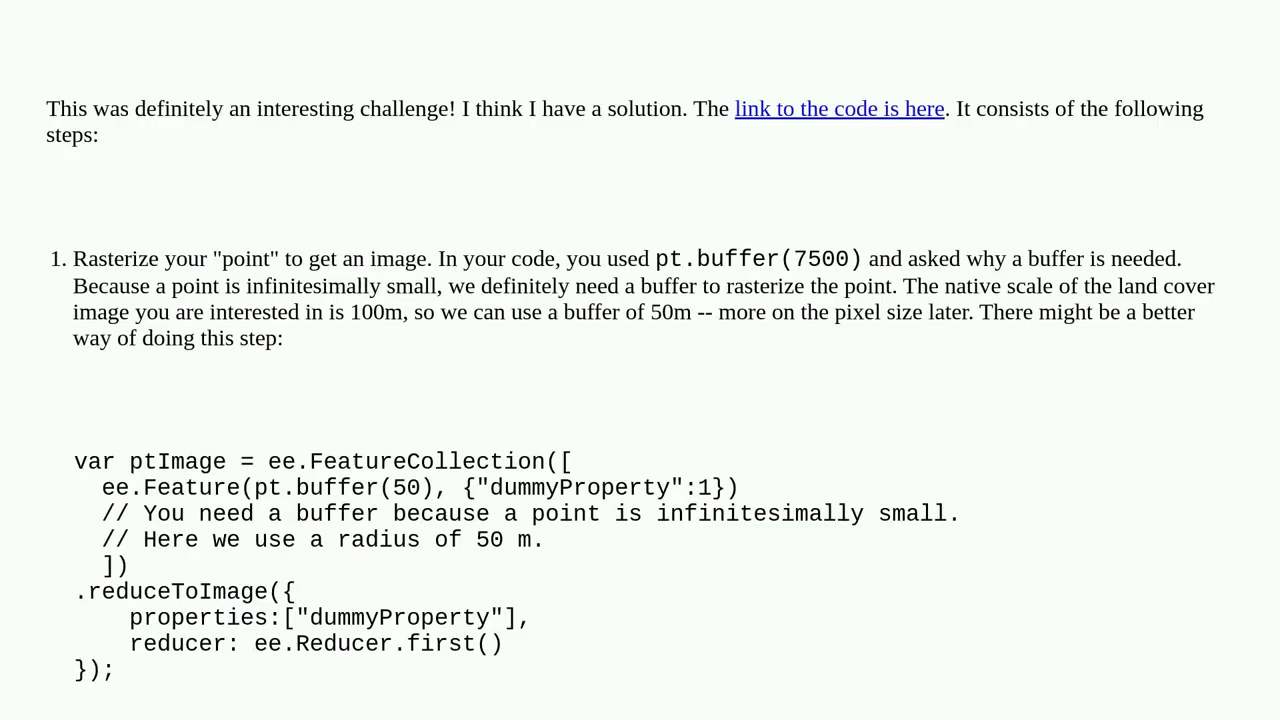 This was definitely an interesting challenge! I think I have a solution. The link to the code is here. It consists of the following
steps:
1. Rasterize your "point" to get an image. In your code, you used pt.buffer(7500) and asked why a buffer is needed.
Because a point is infinitesimally small, we definitely need a buffer to rasterize the point. The native scale of the land cover
image you are interested in is 100m, so we can use a buffer of 50m -- more on the pixel size later. There might be a better
way of doing this step:
var ptImage = ee.FeatureCollection([
  ee.Feature(pt.buffer(50), {"dummyProperty":1})
  // You need a buffer because a point is infinitesimally small.
  // Here we use a radius of 50 m.
  ])
.reduceToImage({
    properties:["dummyProperty"],
    reducer: ee.Reducer.first()
});